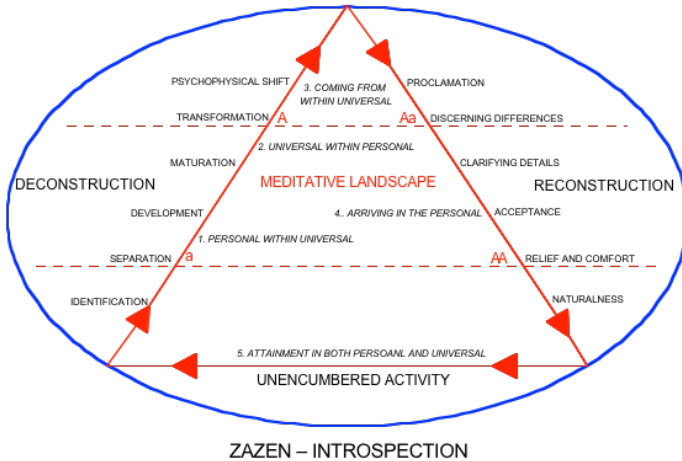 PSYCHOPHYSICAL SHIFT
3. COMING FROM
WITHIN UNIVERSAL
PROCLAMATION
TRANSFORMATION
A
Aa
DISCERNING DIFFERENCES
2. UNIVERSAL WITHIN PERSONAL
MATURATION
CLARIFYING DETAILS
DECONSTRUCTION
MEDITATIVE LANDSCAPE
RECONSTRUCTION
DEVELOPMENT
4.. ARRIVING IN THE PERSONAL
ACCEPTANCE
1. PERSONAL WITHIN UNIVERSAL
SEPARATION
a
AA
RELIEF AND COMFORT
IDENTIFICATION
NATURALNESS
5. ATTAINMENT IN BOTH PERSOANL AND UNIVERSAL
UNENCUMBERED ACTIVITY
ZAZEN – INTROSPECTION